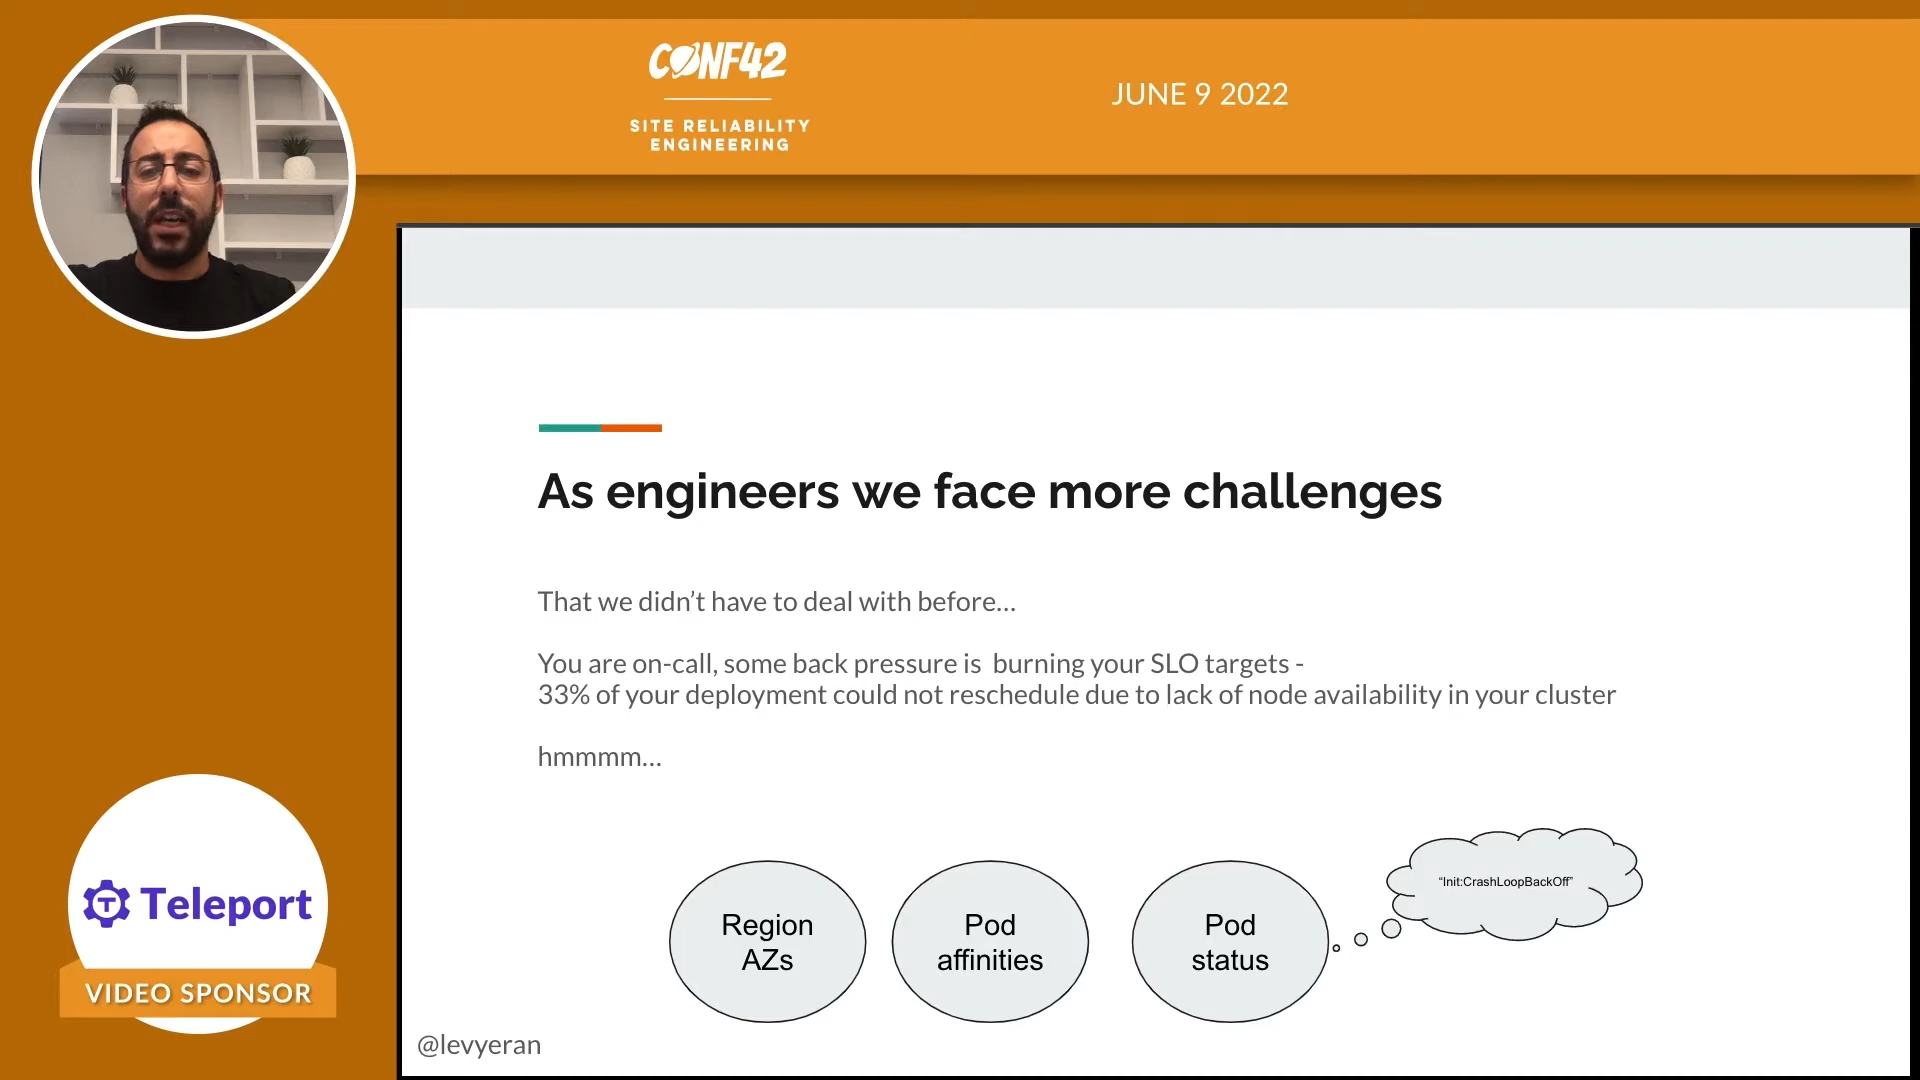 CONF42
SITE RELIABILITY
ENGINEERING
JUNE 9 2022
As engineers we face more challenges
That we didn’t have to deal with before...
You are on-call, some back pressure is  burning your SLO targets -
33% of your deployment could not reschedule due to lack of node availability in your cluster
hmmmm...
Region
AZs
Pod
affinities
Pod
status
“Init:CrashLoopBackOff”
@levyeran
T Teleport
VIDEO SPONSOR